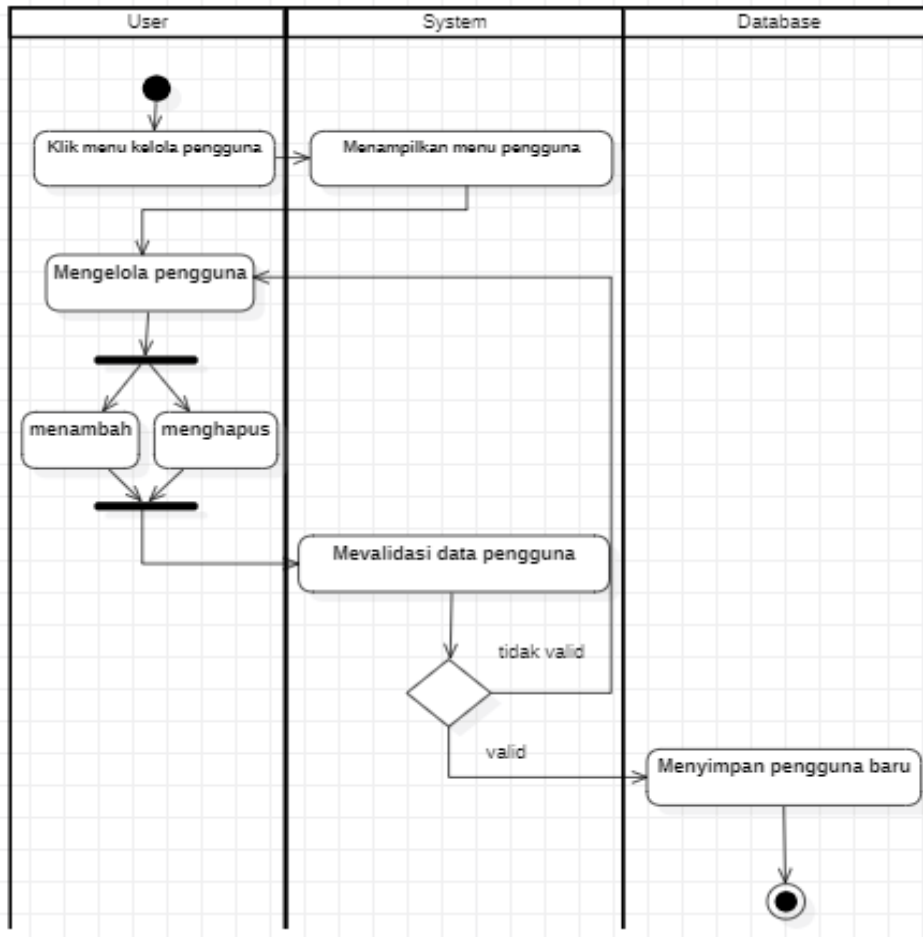 User
System
Database
Klik menu kelola pengguna
Menampilkan menu pengguna
Mengelola pengguna
menambah
menghapus
Mevalidasi data pengguna
tidak valid
valid
Menyimpan pengguna baru